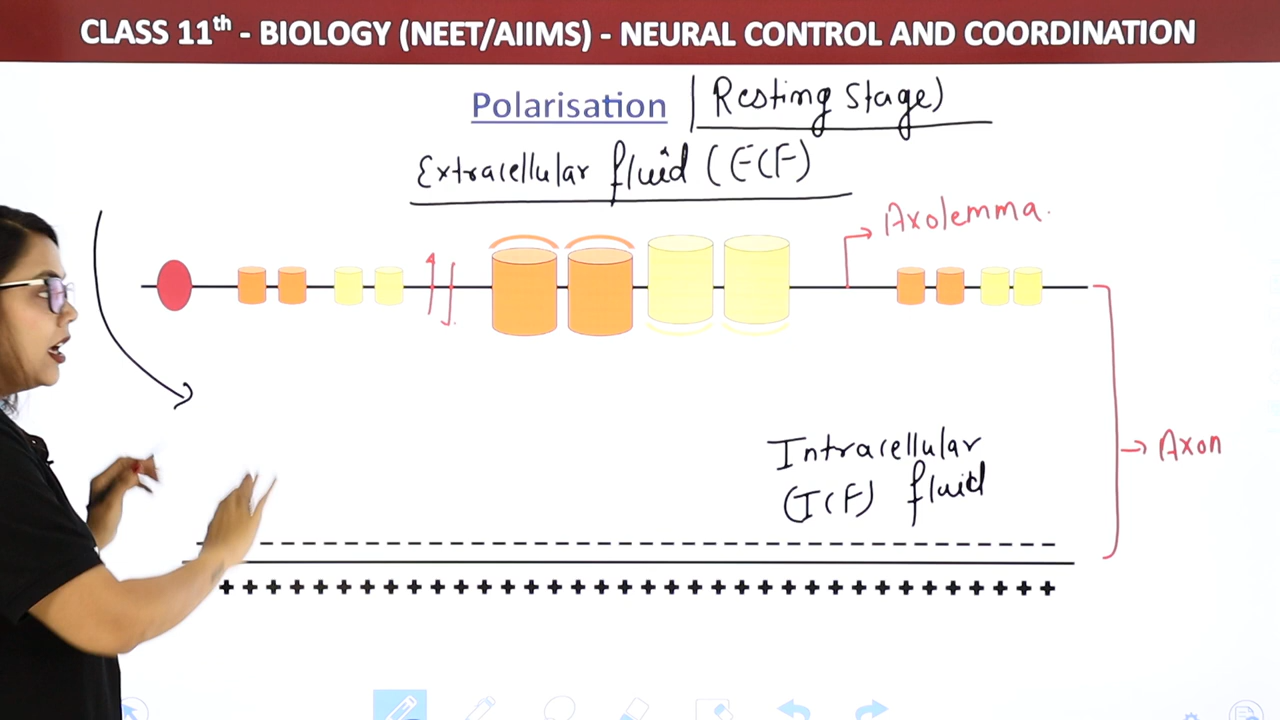 CLASS 11th - BIOLOGY (NEET/AIIMS) - NEURAL CONTROL AND COORDINATION
Polarisation | Resting Stage)
Extracellular fluid (ECF)
Axolemma.
Intracellular
(ICF) fluid
→ Axon
- - - - - - - - - - - - - - - - - - - - - - - - - - - - - - - - - - - - - - - -
+ + + + + + + + + + + + + + + + + + + + + + + + + + + + + + +